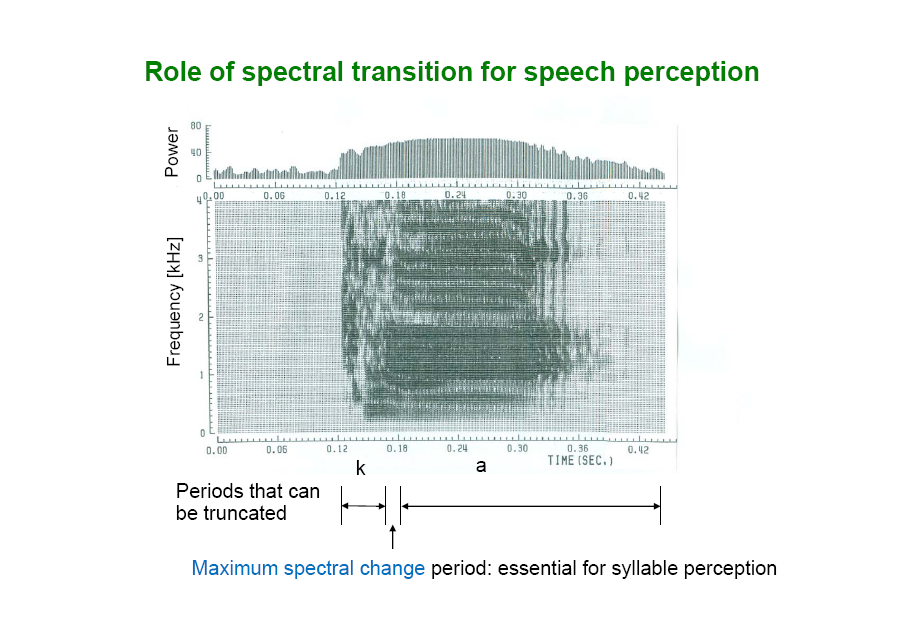 Role of spectral transition for speech perception
Power
80
40
0
0.00 0.06 0.12 0.18 0.24 0.30 0.36 0.42
Frequency [kHz]
4
3
2
1
0
0.00 0.06 0.12 0.18 0.24 0.30 0.36 0.42
TIME (SEC.)
k a
Periods that can
be truncated
Maximum spectral change period: essential for syllable perception